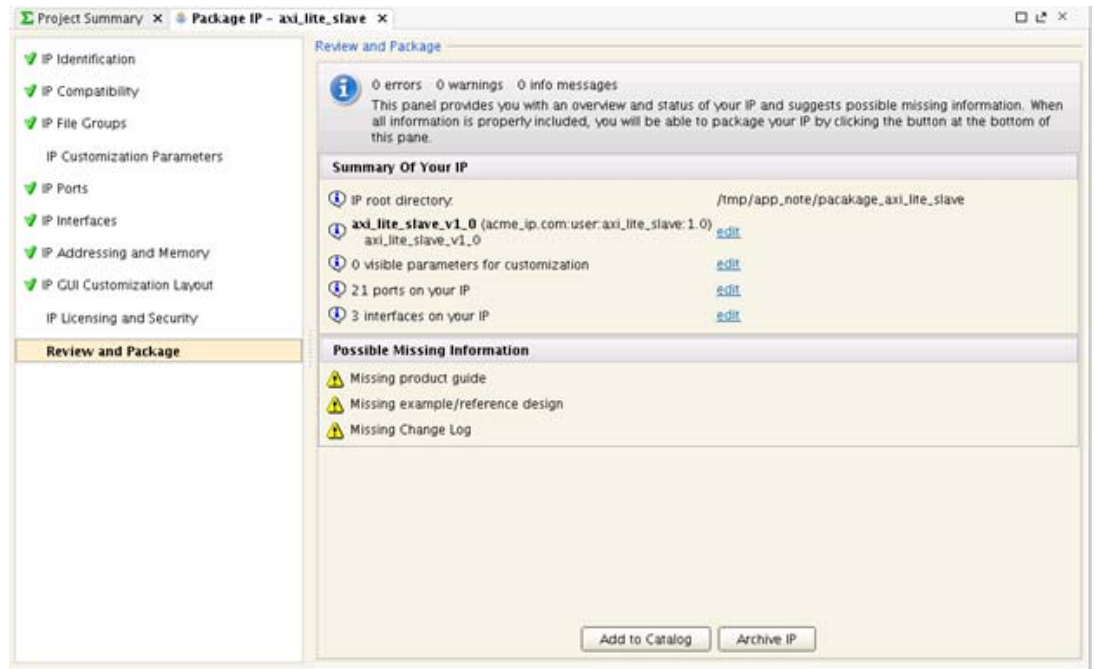 Project Summary × Package IP - axi_lite_slave ×
IP Identification
IP Compatibility
IP File Groups
IP Customization Parameters
IP Ports
IP Interfaces
IP Addressing and Memory
IP GUI Customization Layout
IP Licensing and Security
Review and Package
Review and Package
0 errors 0 warnings 0 info messages
This panel provides you with an overview and status of your IP and suggests possible missing information. When
all information is properly included, you will be able to package your IP by clicking the button at the bottom of
this pane.
Summary Of Your IP
IP root directory: /tmp/app_note/pacakage_axi_lite_slave
axi_lite_slave_v1_0 (acme_ip.com:user:axi_lite_slave:1.0) edit
axi_lite_slave_v1_0
0 visible parameters for customization edit
21 ports on your IP edit
3 interfaces on your IP edit
Possible Missing Information
Missing product guide
Missing example/reference design
Missing Change Log
Add to Catalog Archive IP